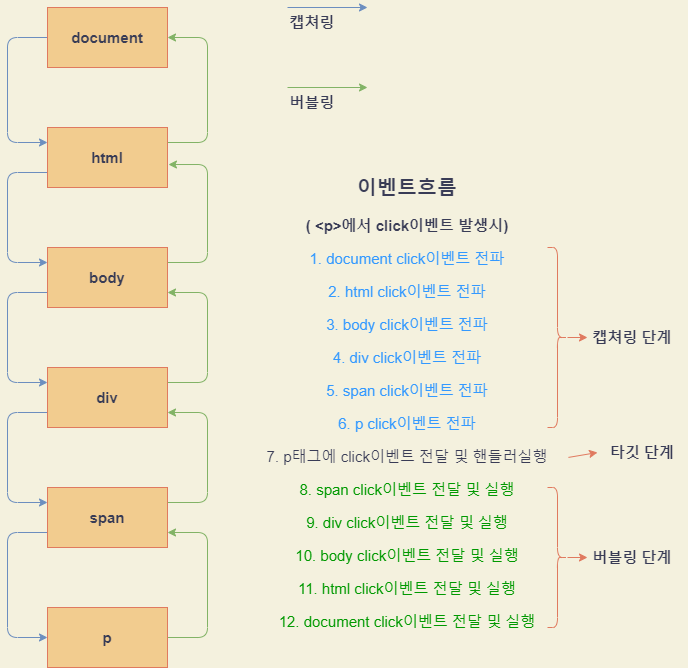 document
html
body
div
span
p
캡쳐링
버블링
이벤트흐름
( <p>에서 click이벤트 발생시)
1. document click이벤트 전파
2. html click이벤트 전파
3. body click이벤트 전파
4. div click이벤트 전파
5. span click이벤트 전파
6. p click이벤트 전파
캡쳐링 단계
7. p태그에 click이벤트 전달 및 핸들러실행
타깃 단계
8. span click이벤트 전달 및 실행
9. div click이벤트 전달 및 실행
10. body click이벤트 전달 및 실행
11. html click이벤트 전달 및 실행
12. document click이벤트 전달 및 실행
버블링 단계